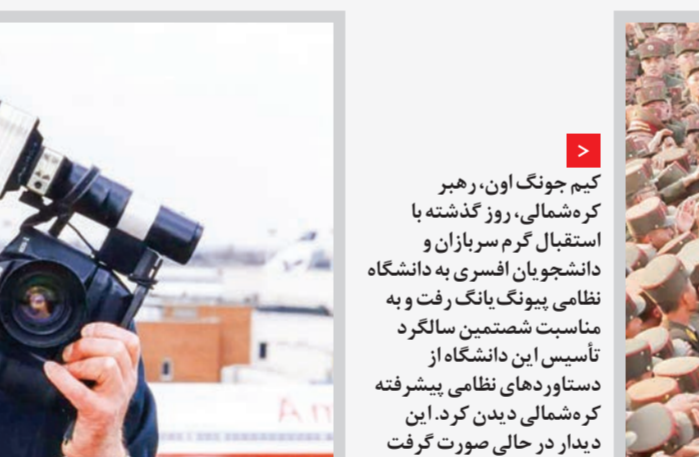 کیم جونگ اون، رهبر
کره‌شمالی، روز گذشته با
استقبال گرم سربازان و
دانشجویان افسری به دانشگاه
نظامی پیونگ‌یانگ رفت و به
مناسبت شصتمین سالگرد
تأسیس این دانشگاه از
دستاوردهای نظامی پیشرفته
کره‌شمالی دیدن کرد. این
دیدار در حالی صورت گرفت